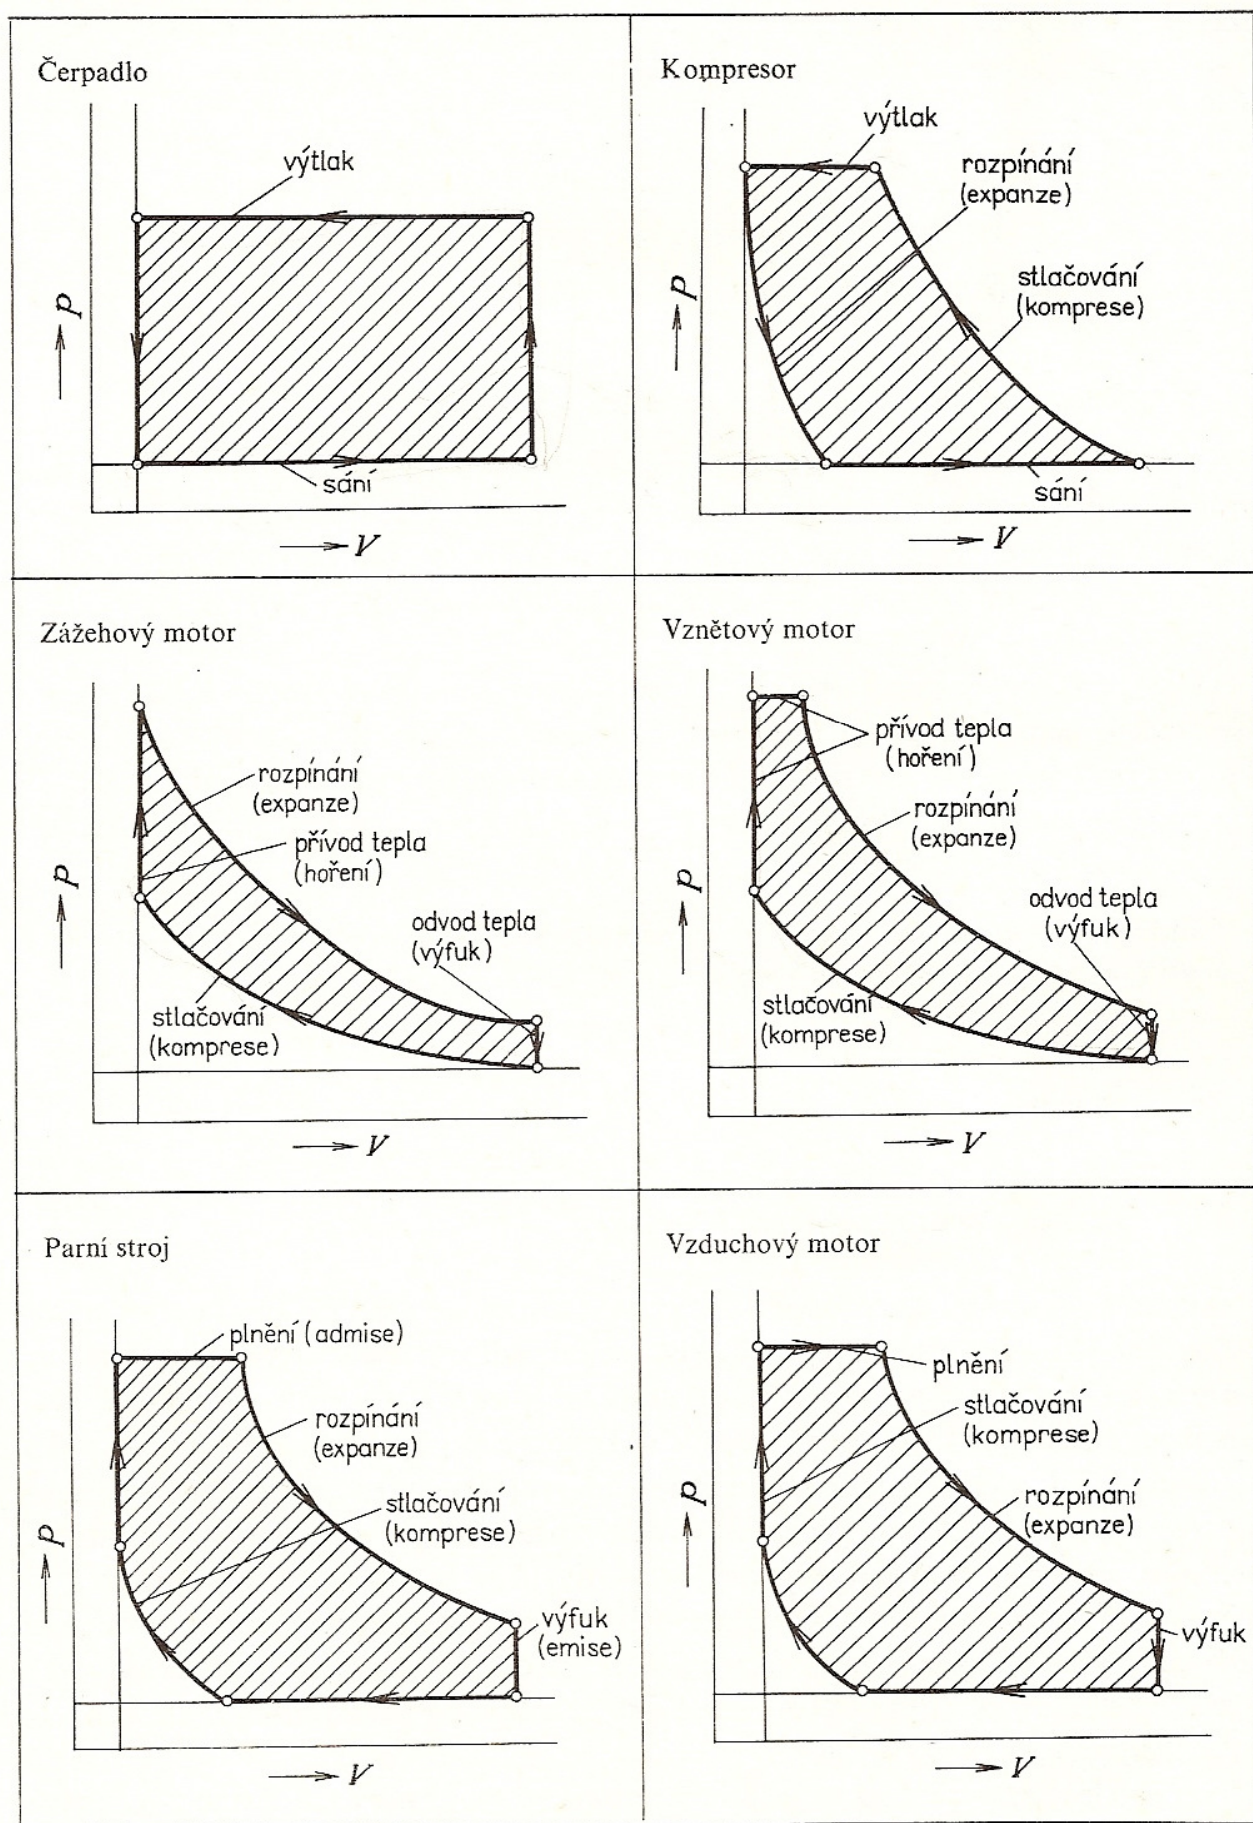 Čerpadlo
výtlak
p
sání
V
Kompresor
výtlak
rozpínání
(expanze)
stlačování
(komprese)
p
sání
V
Zážehový motor
rozpínání
(expanze)
přívod tepla
(hoření)
p
odvod tepla
(výfuk)
stlačování
(komprese)
V
Vznětový motor
přívod tepla
(hoření)
rozpínání
(expanze)
p
odvod tepla
(výfuk)
stlačování
(komprese)
V
Parní stroj
plnění (admise)
rozpínání
(expanze)
stlačování
(komprese)
p
výfuk
(emise)
V
Vzduchový motor
plnění
stlačování
(komprese)
p
rozpínání
(expanze)
výfuk
V